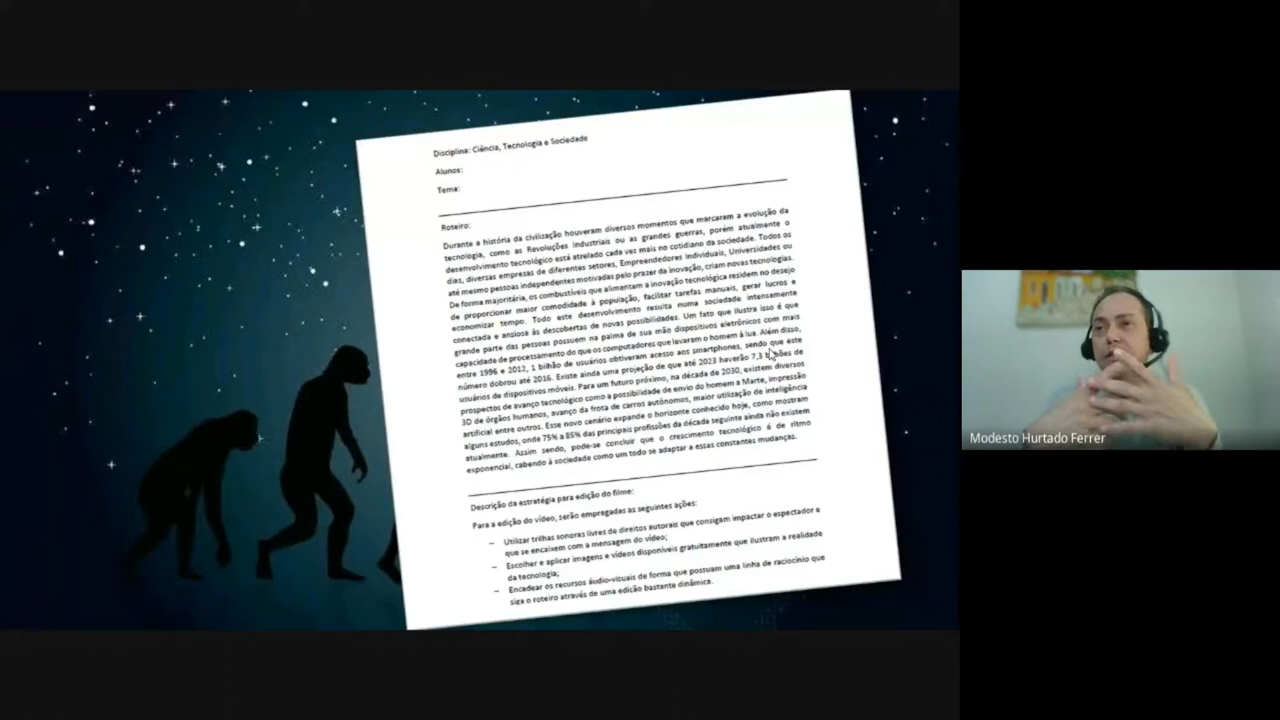 Disciplina: Ciência, Tecnologia e Sociedade
Alunos:
Tema:
Roteiro:
Durante a história da civilização houveram diversos momentos que marcaram a evolução da
tecnologia, como as Revoluções Industriais ou as grandes guerras, porém atualmente o
desenvolvimento tecnológico está atrelado cada vez mais no cotidiano da sociedade. Todos os
dias, diversas empresas de diferentes setores, Empreendedores Individuais, Universidades ou
até mesmo pessoas independentes motivadas pelo prazer da inovação, criam novas tecnologias.
De forma majoritária, os combustíveis que alimentam a inovação tecnológica residem no desejo
de proporcionar maior comodidade á população, facilitar tarefas manuais, gerar lucros e
economizar tempo. Todo este desenvolvimento resulta numa sociedade intensamente
conectada e ansiosa às descobertas de novas possibilidades. Um fato que ilustra isso é que
grande parte das pessoas possuem na palma de sua mão dispositivos eletrônicos com mais
capacidade de processamento do que os computadores que levaram o homem à lua. Além disso,
entre 1996 e 2012, 1 bilhão de usuários obtiveram acesso aos smartphones, sendo que este
número dobrou até 2016. Existe ainda uma projeção de que até 2023 haverão 7,3 bilhões de
usuários de dispositivos móveis. Para um futuro próximo, na década de 2030, existem diversos
prospectos de avanço tecnológico como a possibilidade de envio do homem a Marte, impressão
3D de órgãos humanos, avanço da frota de carros autônomos, maior utilização de inteligência
artificial entre outros. Esse novo cenário expande o horizonte conhecido hoje, como mostram
alguns estudos, onde 75% a 85% das principais profissões da década seguinte ainda não existem
atualmente. Assim sendo, pode-se concluir que o crescimento tecnológico é de ritmo
exponencial, cabendo à sociedade como um todo se adaptar a essas constantes mudanças.
Descrição da estratégia para edição do filme:
Para a edição do vídeo, serão empregadas as seguintes ações:
– Utilizar trilhas sonoras livres de direitos autorais que consigam impactar o espectador e
que se encaixem com a mensagem do vídeo;
– Escolher e aplicar imagens e vídeos disponíveis gratuitamente que ilustram a realidade
da tecnologia;
– Encadear os recursos áudio-visuais de forma que possuam uma linha de raciocínio que
siga o roteiro através de uma edição bastante dinâmica.
Modesto Hurtado Ferrer